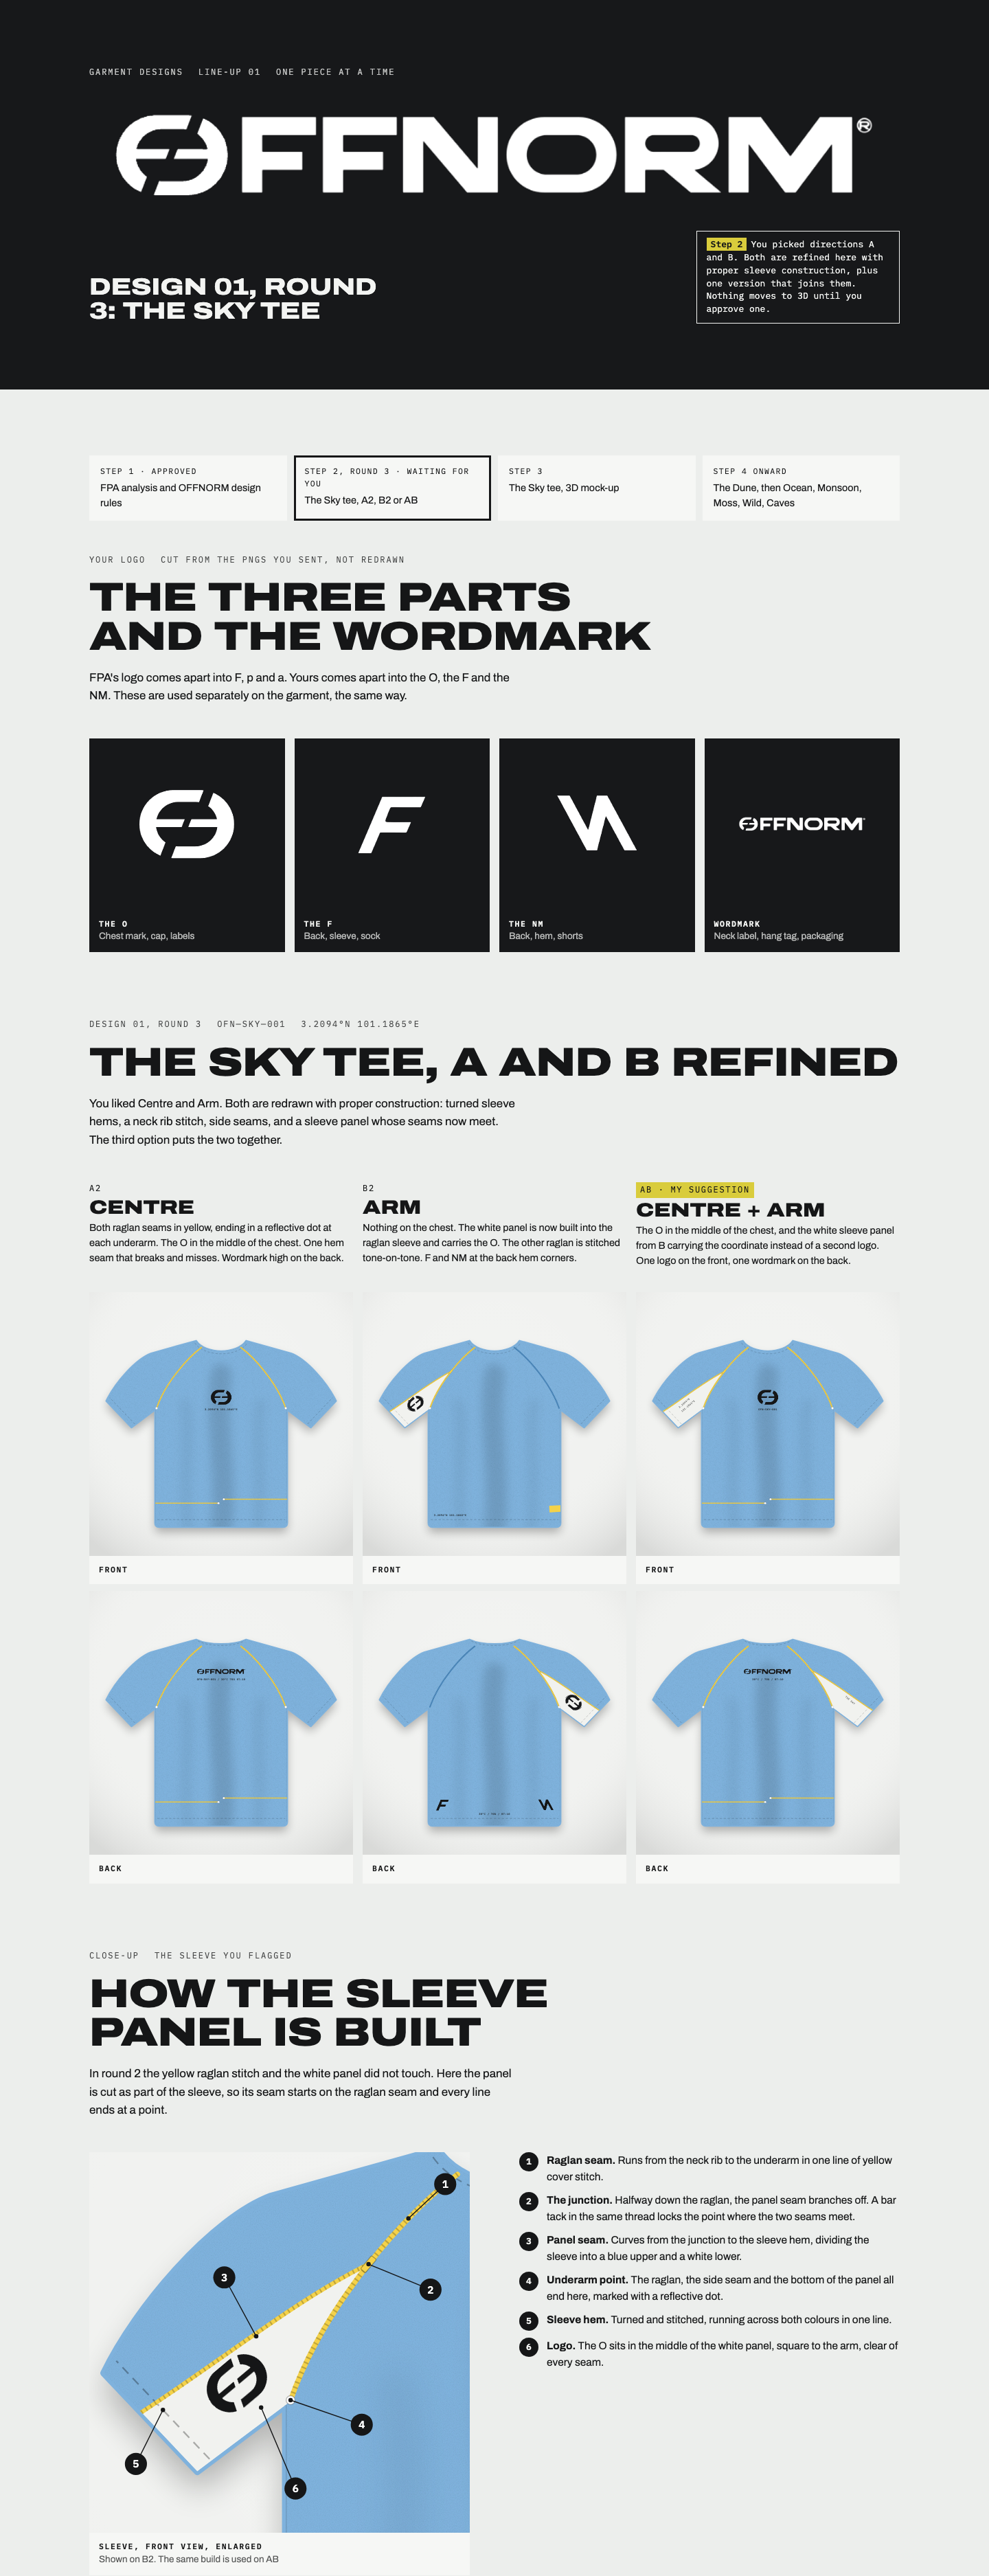 GARMENT DESIGNS LINE-UP 01 ONE PIECE AT A TIME
OFFNORM®
DESIGN 01, ROUND
3: THE SKY TEE
Step 2 You picked directions A
and B. Both are refined here with
proper sleeve construction, plus
one version that joins them.
Nothing moves to 3D until you
approve one.
STEP 1 · APPROVED
FPA analysis and OFFNORM design
rules
STEP 2, ROUND 3 · WAITING FOR
YOU
The Sky tee, A2, B2 or AB
STEP 3
The Sky tee, 3D mock-up
STEP 4 ONWARD
The Dune, then Ocean, Monsoon,
Moss, Wild, Caves
YOUR LOGO CUT FROM THE PNGS YOU SENT, NOT REDRAWN
THE THREE PARTS
AND THE WORDMARK
FPA's logo comes apart into F, p and a. Yours comes apart into the O, the F and the
NM. These are used separately on the garment, the same way.
F
OFFNORM
THE O
Chest mark, cap, labels
THE F
Back, sleeve, sock
THE NM
Back, hem, shorts
WORDMARK
Neck label, hang tag, packaging
DESIGN 01, ROUND 3 OFN—SKY—001 3.2094°N 101.1865°E
THE SKY TEE, A AND B REFINED
You liked Centre and Arm. Both are redrawn with proper construction: turned sleeve
hems, a neck rib stitch, side seams, and a sleeve panel whose seams now meet.
The third option puts the two together.
A2
CENTRE
Both raglan seams in yellow, ending in a reflective dot at
each underarm. The O in the middle of the chest. One hem
seam that breaks and misses. Wordmark high on the back.
B2
ARM
Nothing on the chest. The white panel is now built into the
raglan sleeve and carries the O. The other raglan is stitched
tone-on-tone. F and NM at the back hem corners.
AB · MY SUGGESTION
CENTRE + ARM
The O in the middle of the chest, and the white sleeve panel
from B carrying the coordinate instead of a second logo.
One logo on the front, one wordmark on the back.
FRONT
FRONT
FRONT
OFFNORM
F
OFFNORM
BACK
BACK
BACK
CLOSE-UP THE SLEEVE YOU FLAGGED
HOW THE SLEEVE
PANEL IS BUILT
In round 2 the yellow raglan stitch and the white panel did not touch. Here the panel
is cut as part of the sleeve, so its seam starts on the raglan seam and every line
ends at a point.
1
2
3
4
5
6
SLEEVE, FRONT VIEW, ENLARGED
Shown on B2. The same build is used on AB
1 Raglan seam. Runs from the neck rib to the underarm in one line of yellow
cover stitch.
2 The junction. Halfway down the raglan, the panel seam branches off. A bar
tack in the same thread locks the point where the two seams meet.
3 Panel seam. Curves from the junction to the sleeve hem, dividing the
sleeve into a blue upper and a white lower.
4 Underarm point. The raglan, the side seam and the bottom of the panel all
end here, marked with a reflective dot.
5 Sleeve hem. Turned and stitched, running across both colours in one line.
6 Logo. The O sits in the middle of the white panel, square to the arm, clear of
every seam.